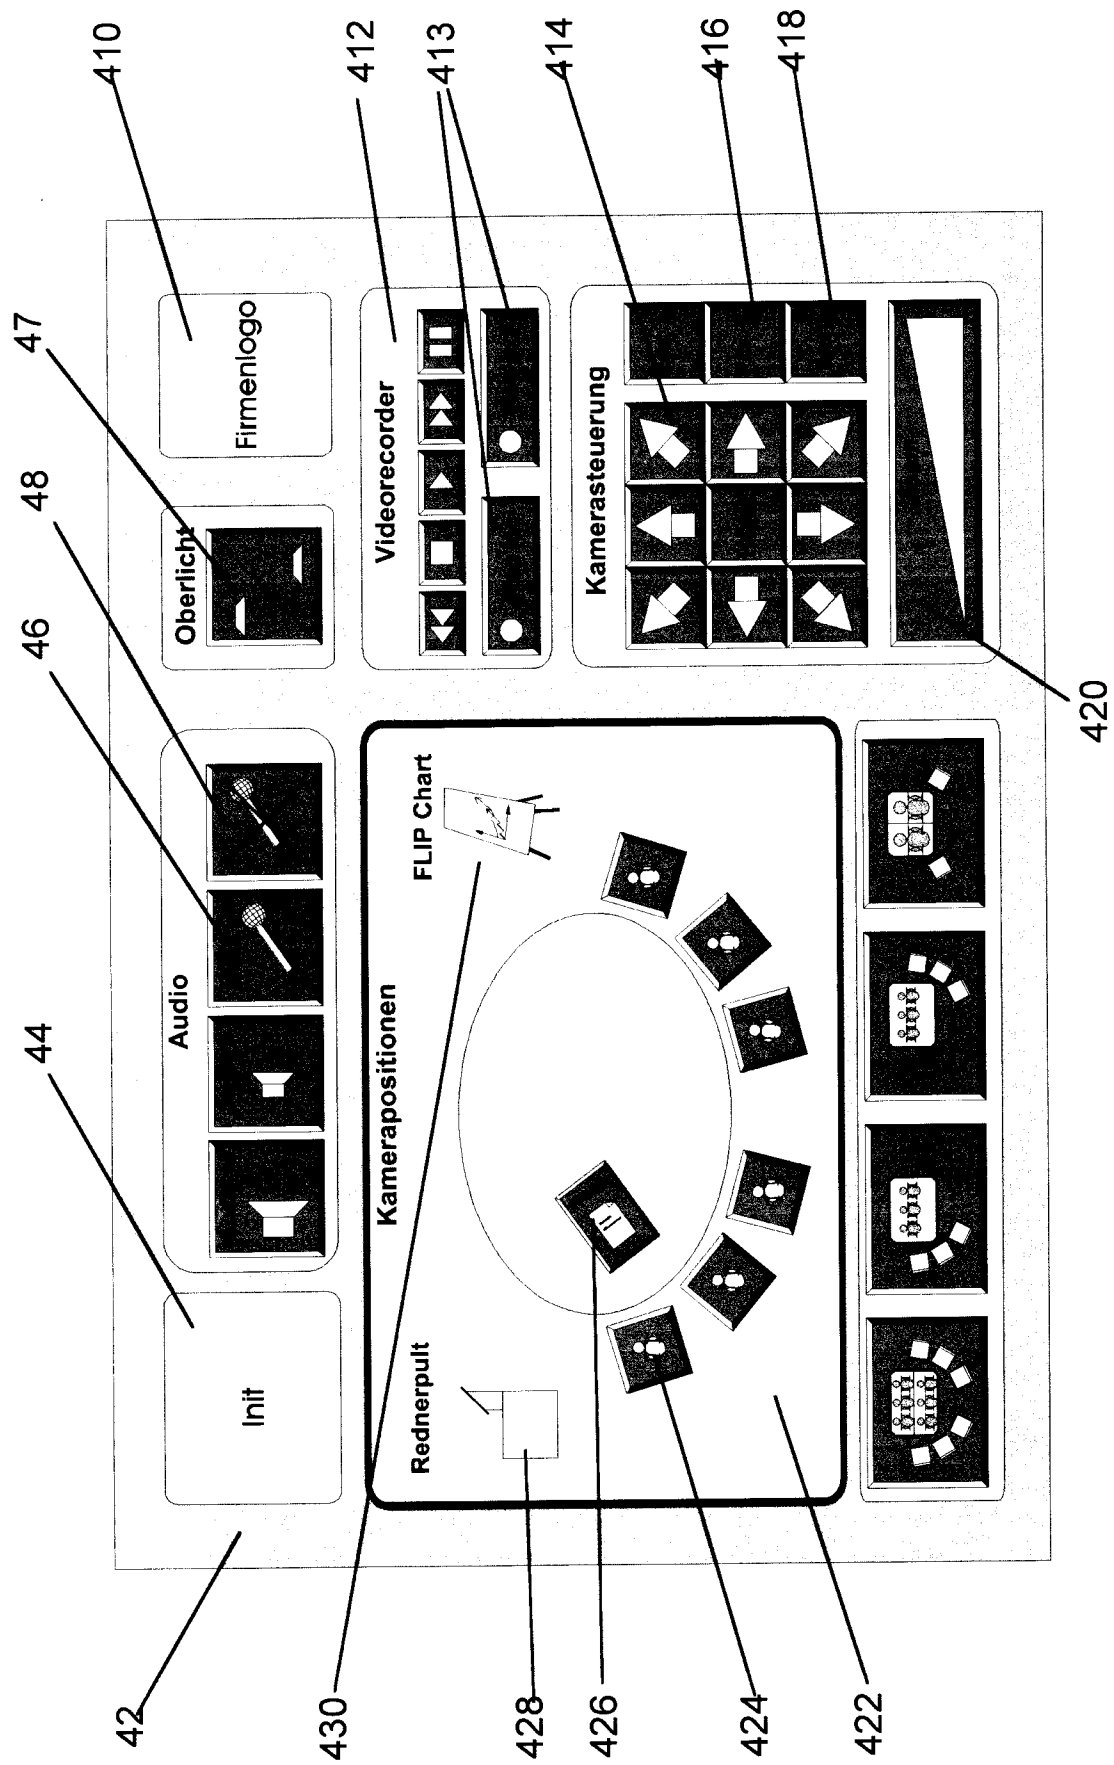 42
44
46
48
47
410
Init
Audio
Oberlicht
Firmenlogo
412
413
Videorecorder
430
Kamerapositionen
Rednerpult
FLIP Chart
414
Kamerasteuerung
416
418
428
426
424
422
420